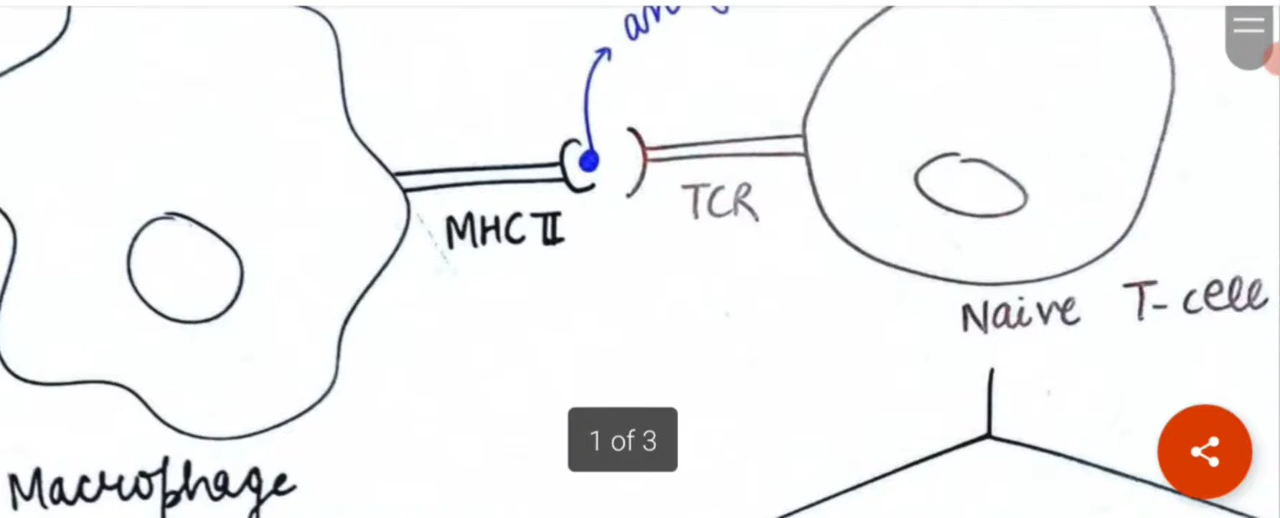 MHC II
TCR
Naive T-cell
1 of 3
Macrophage